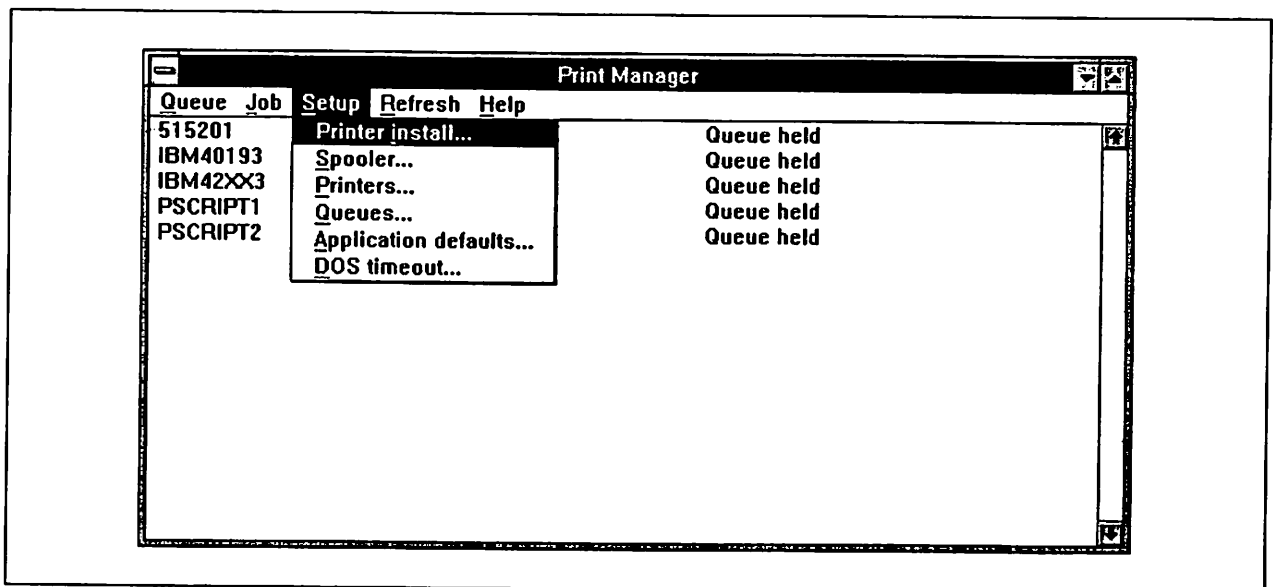 Print Manager
Queue Job Setup Refresh Help
515201 Printer install... Queue held
IBM40193 Spooler... Queue held
IBM42XX3 Printers... Queue held
PSCRIPT1 Queues... Queue held
PSCRIPT2 Application defaults... Queue held
DOS timeout...